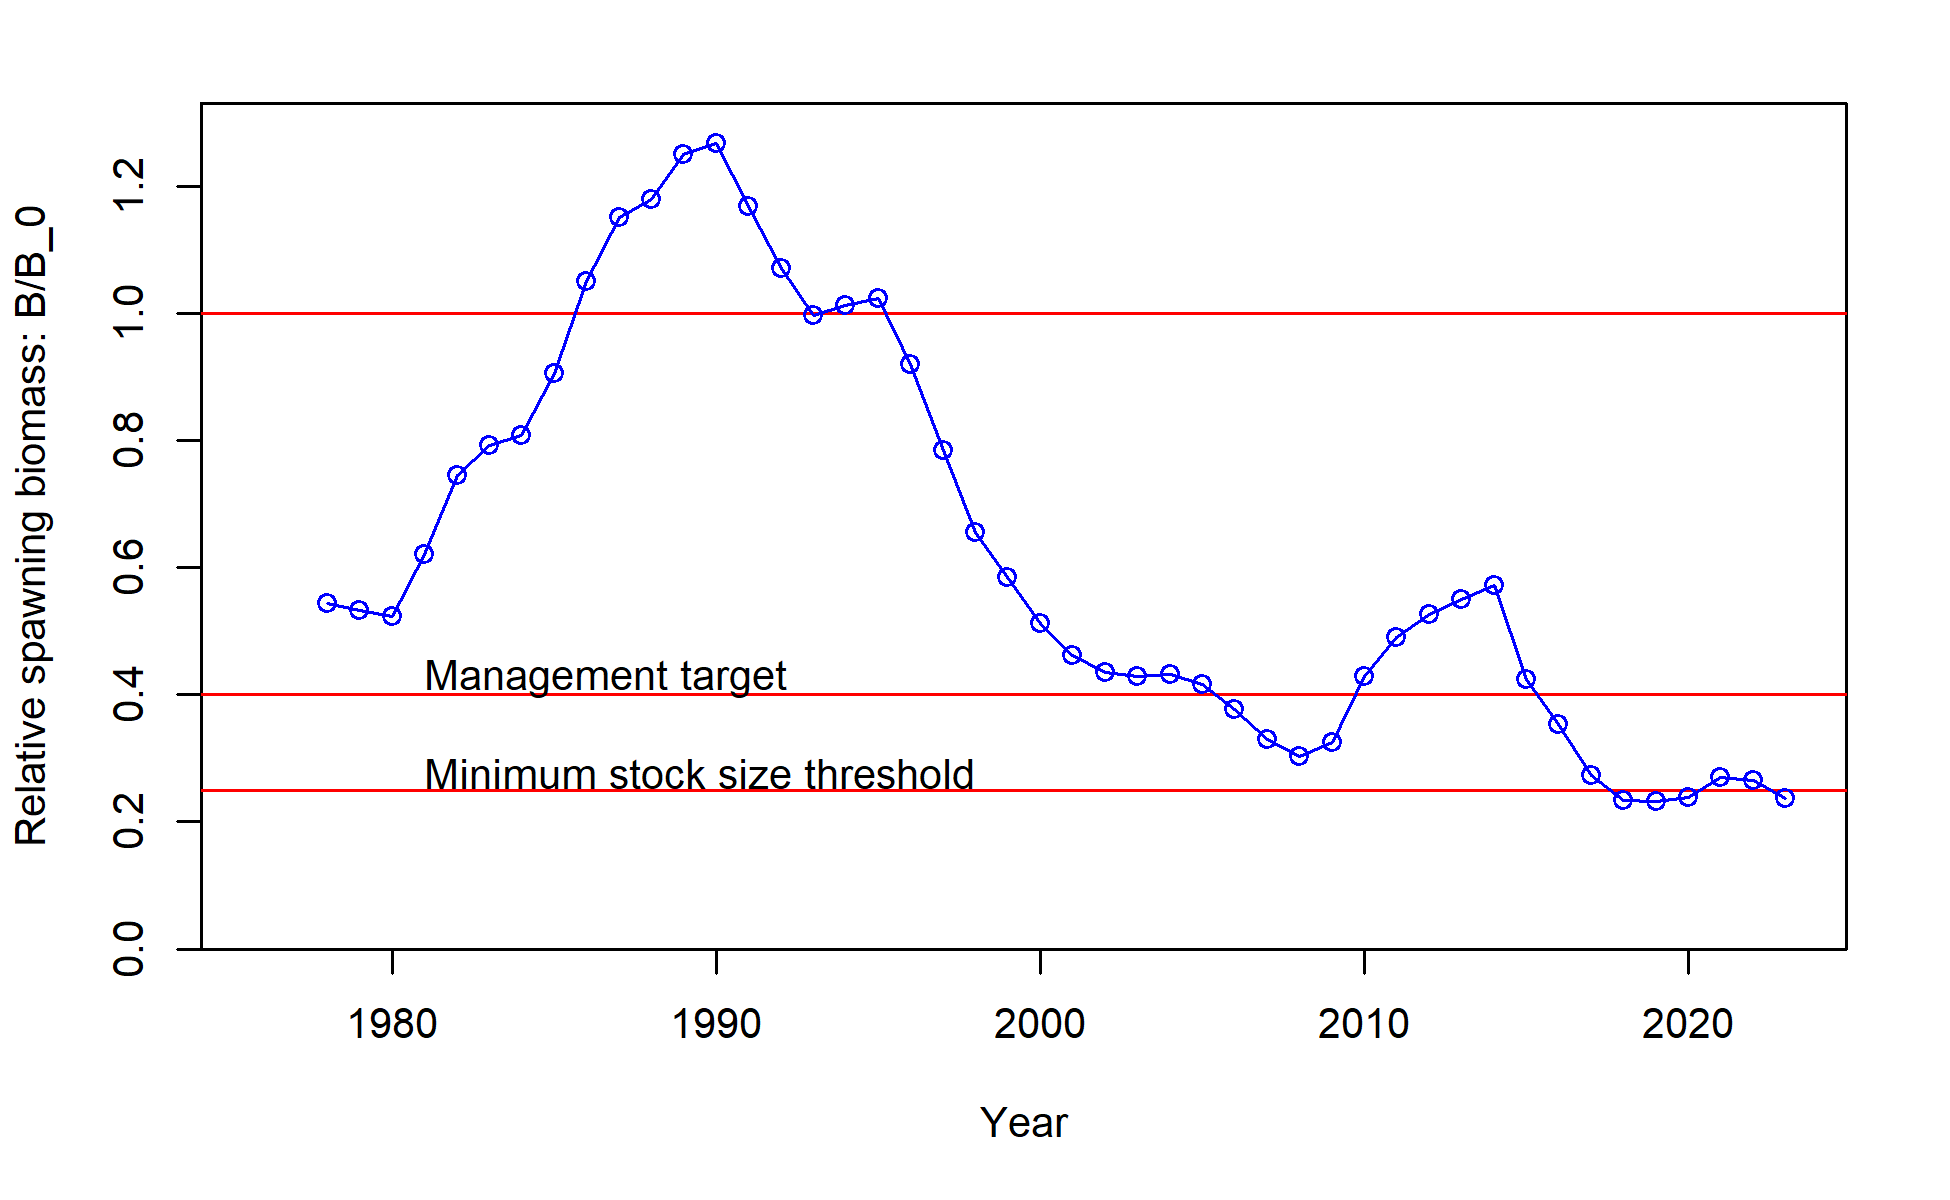 Relative spawning biomass: B/B_0
1.2
1.0
0.8
0.6
0.4
0.2
0.0
Management target
Minimum stock size threshold
1980 1990 2000 2010 2020
Year